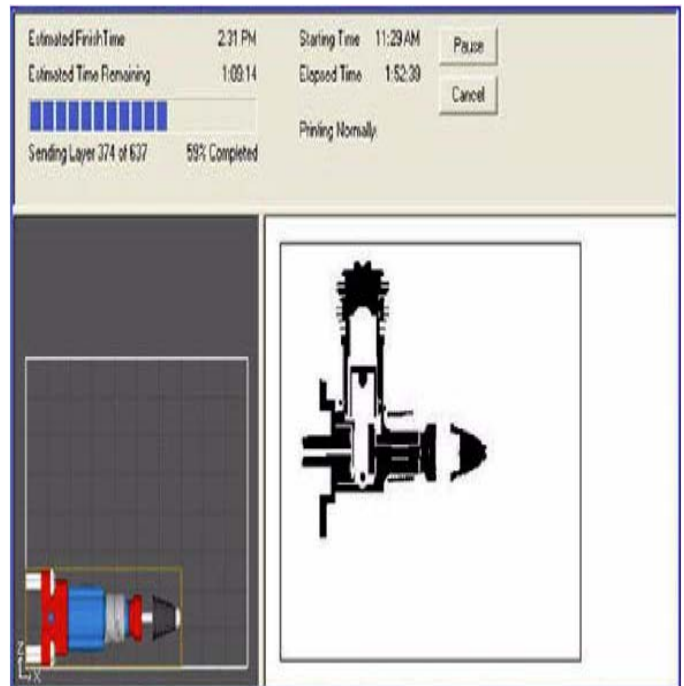 Estimated Finish Time 2:31 PM
Estimated Time Remaining 1:09:14
Sending Layer 374 of 637 59% Completed
Starting Time 11:29 AM
Elapsed Time 1:52:39
Printing Normally
Pause
Cancel
Z
X